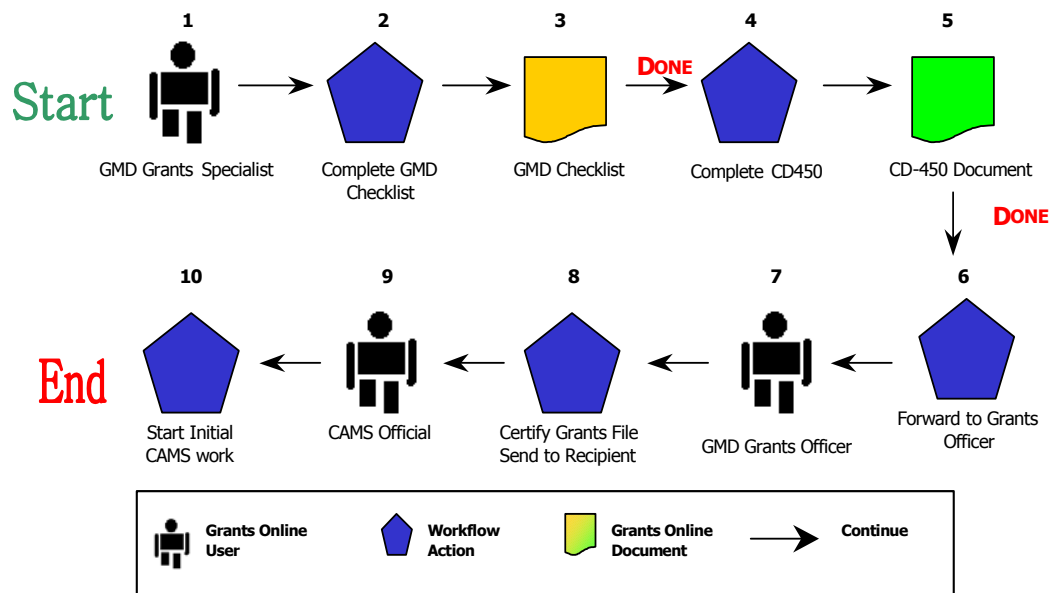 1
2
3
4
5
Start
DONE
GMD Grants Specialist
Complete GMD
Checklist
GMD Checklist
Complete CD450
CD-450 Document
DONE
10
9
8
7
6
End
Start Initial
CAMS work
CAMS Official
Certify Grants File
Send to Recipient
GMD Grants Officer
Forward to Grants
Officer
Grants Online
User
Workflow
Action
Grants Online
Document
Continue